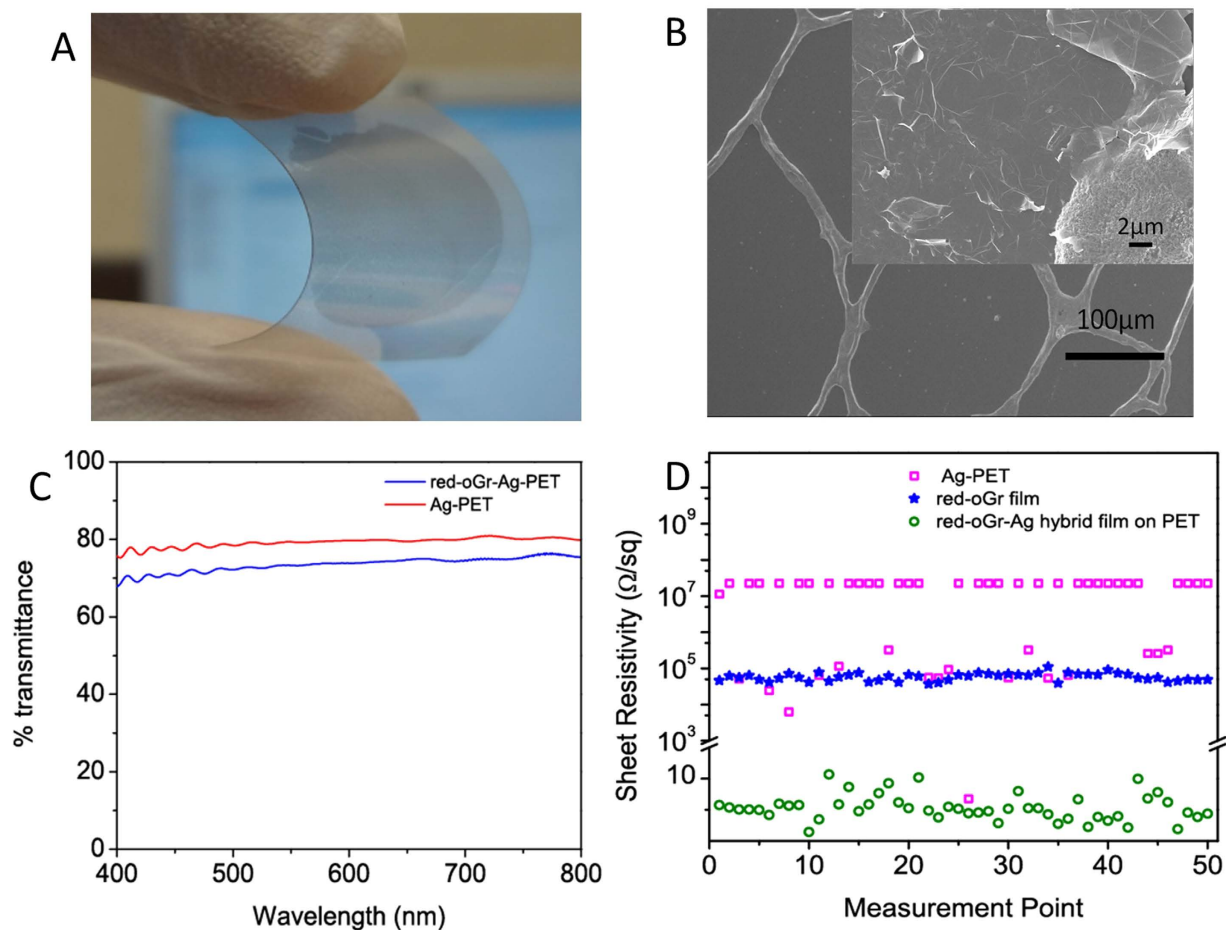 A
B
2μm
100μm
C
% transmittance
100
80
60
40
20
0
400
500
600
700
800
Wavelength (nm)
red-oGr-Ag-PET
Ag-PET
D
Sheet Resistivity (Ω/sq)
10⁹
10⁷
10⁵
10³
10
0
10
20
30
40
50
Measurement Point
Ag-PET
red-oGr film
red-oGr-Ag hybrid film on PET